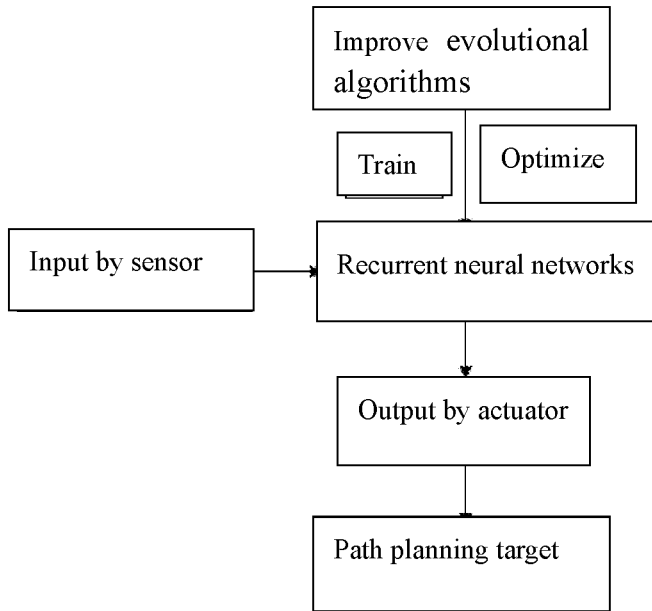 Improve evolutional
algorithms
Train
Optimize
Input by sensor
Recurrent neural networks
Output by actuator
Path planning target